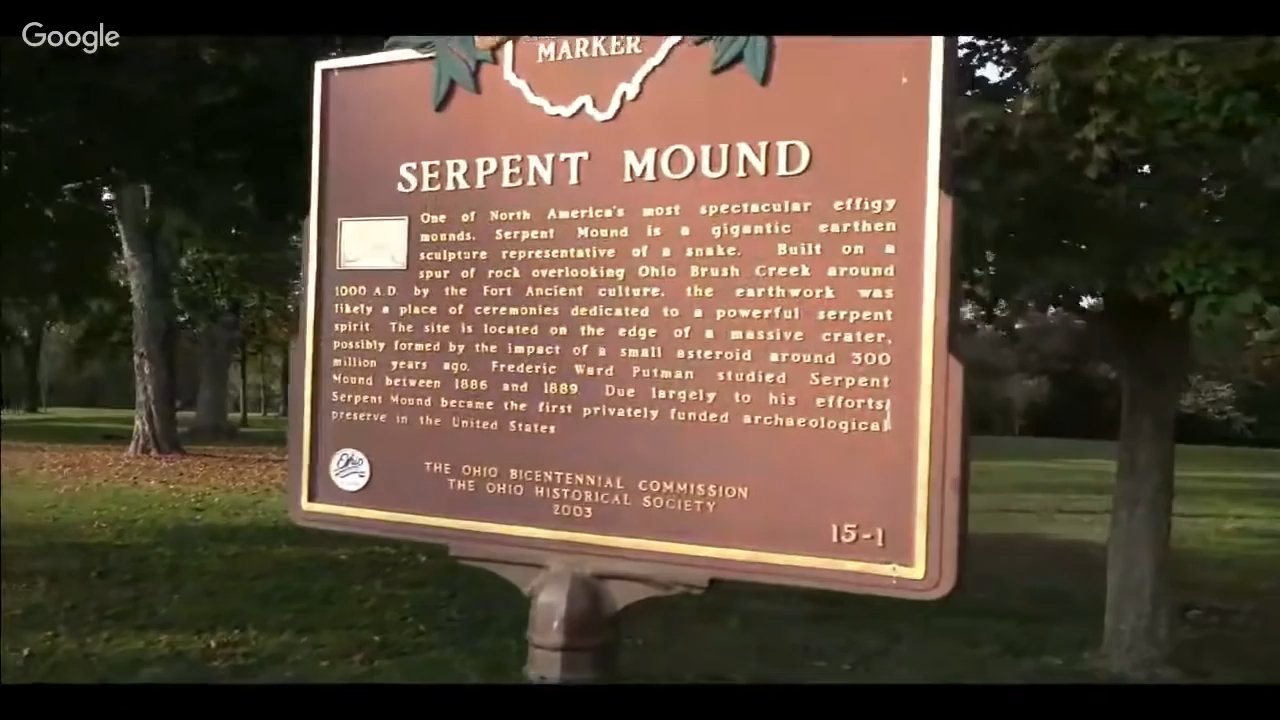 Google
MARKER
SERPENT MOUND
One of North America's most spectacular effigy
mounds, Serpent Mound is a gigantic earthen
sculpture representative of a snake. Built on a
spur of rock overlooking Ohio Brush Creek around
1000 A.D. by the Fort Ancient culture, the earthwork was
likely a place of ceremonies dedicated to a powerful serpent
spirit. The site is located on the edge of a massive crater,
possibly formed by the impact of a small asteroid around 300
million years ago. Frederic Ward Putman studied Serpent
Mound between 1886 and 1889. Due largely to his efforts,
Serpent Mound became the first privately funded archaeological
preserve in the United States
Ohio
THE OHIO BICENTENNIAL COMMISSION
THE OHIO HISTORICAL SOCIETY
2003
15-1